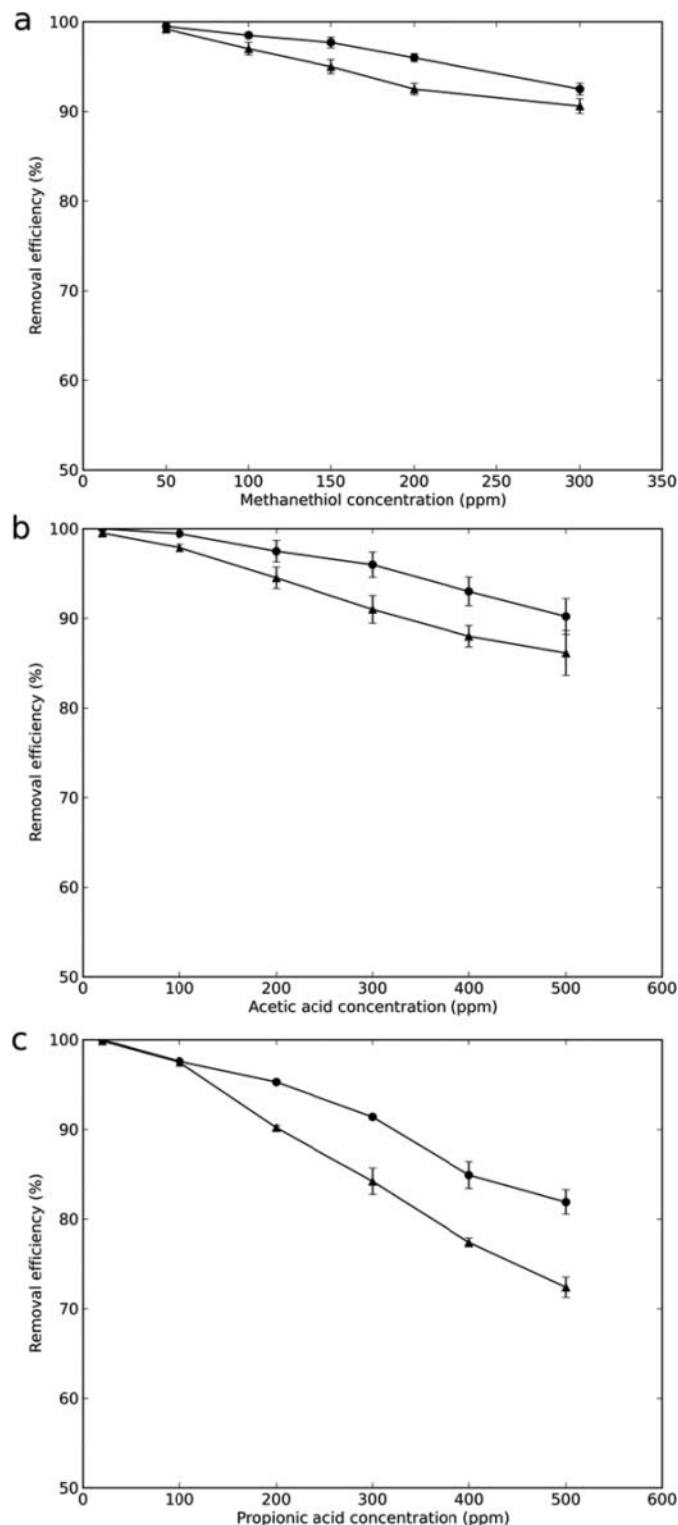 a
100
90
80
70
60
50
Removal efficiency (%)
0 50 100 150 200 250 300 350
Methanethiol concentration (ppm)
b
100
90
80
70
60
50
Removal efficiency (%)
0 100 200 300 400 500 600
Acetic acid concentration (ppm)
c
100
90
80
70
60
50
Removal efficiency (%)
0 100 200 300 400 500 600
Propionic acid concentration (ppm)